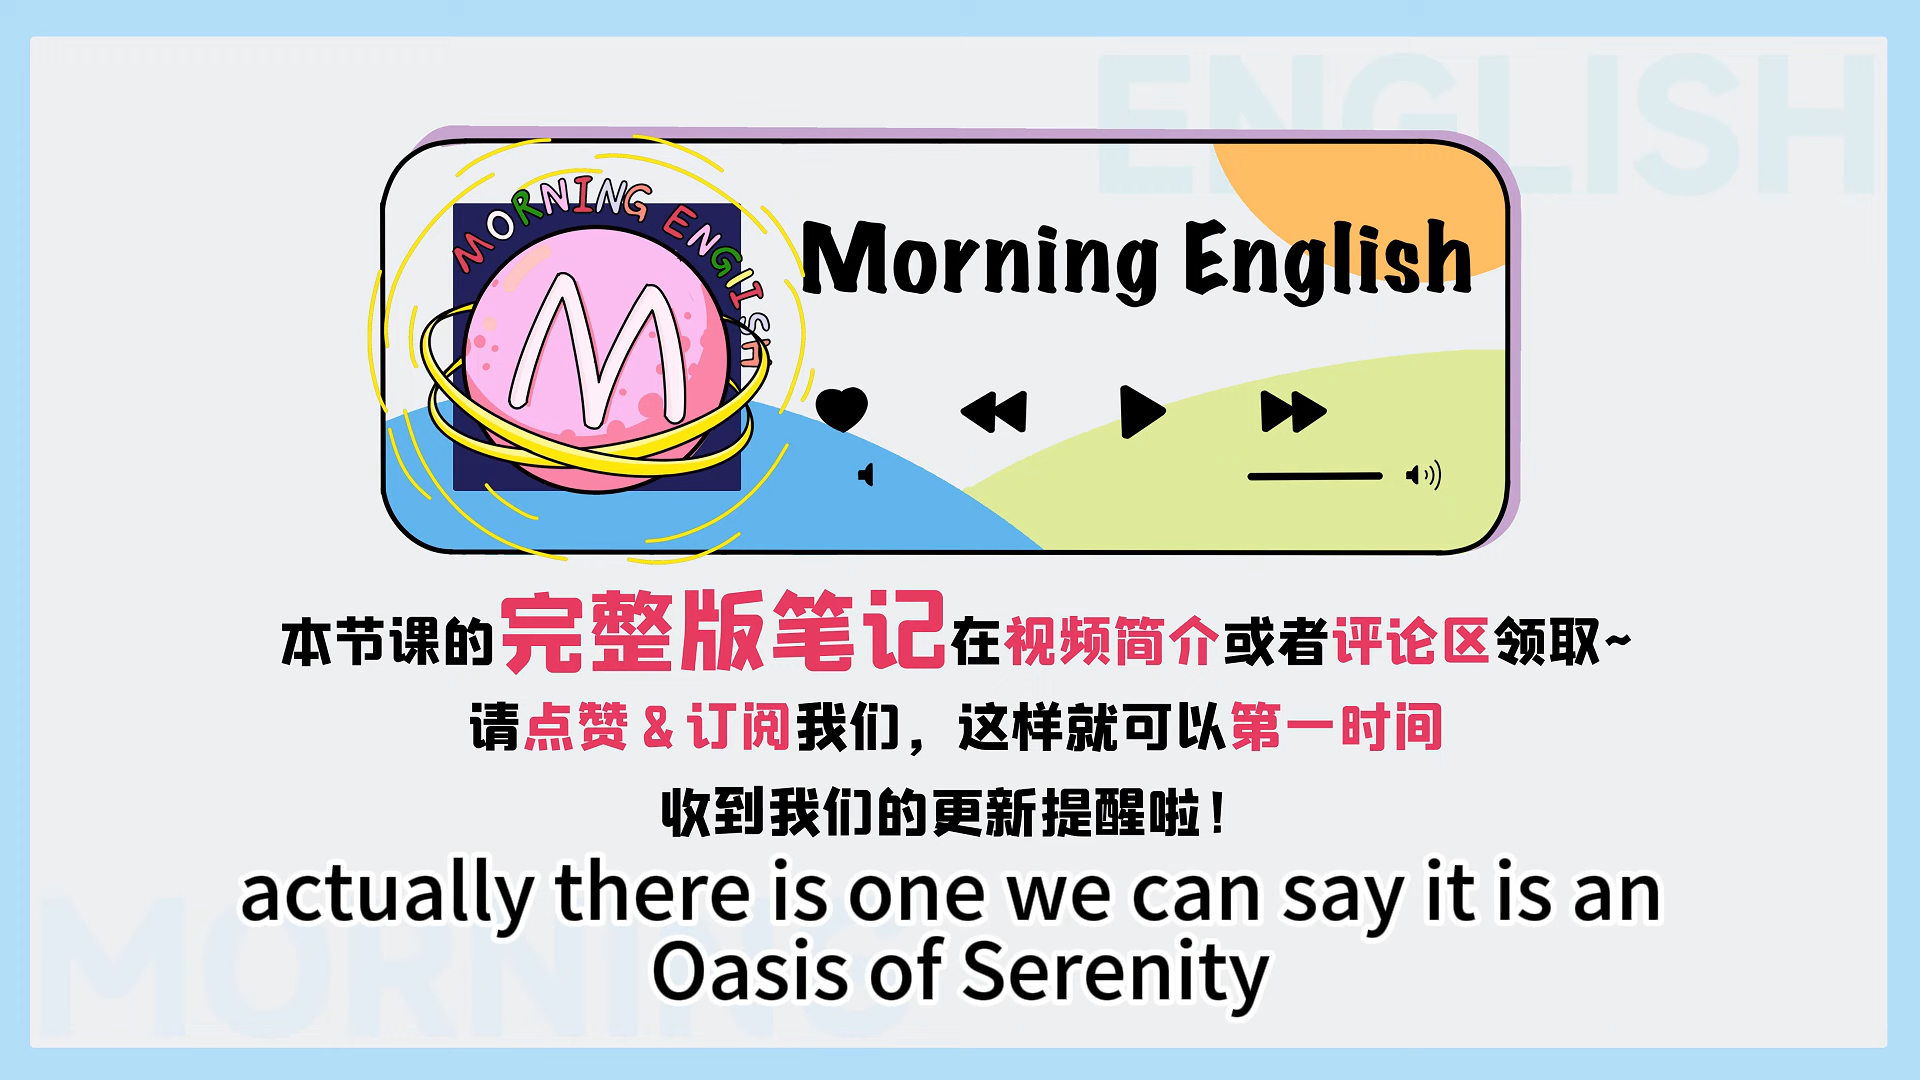 ENGLISH
MORNING ENGLISH
M
Morning English
本节课的完整版笔记在视频简介或者评论区领取~
请点赞&订阅我们，这样就可以第一时间
收到我们的更新提醒啦！
actually there is one we can say it is an
Oasis of Serenity
MORNING